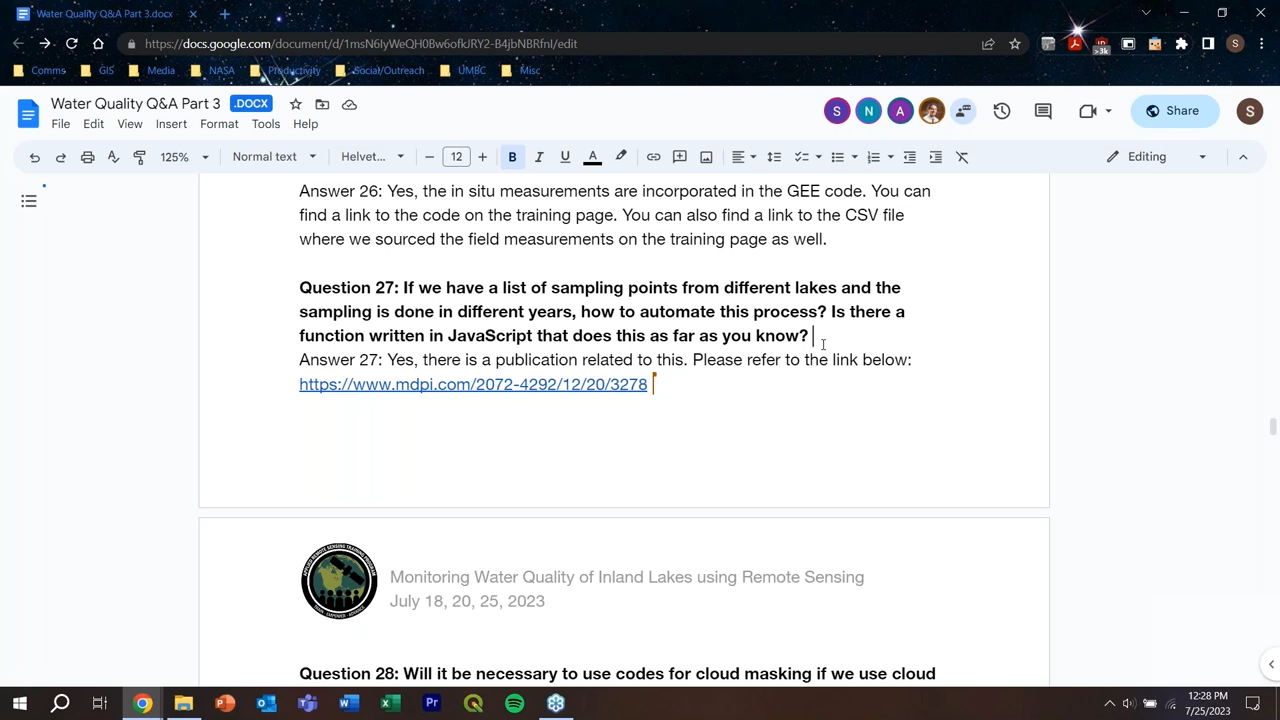 Water Quality Q&A Part 3.docx
https://docs.google.com/document/d/1msN6lyWeQH0Bw6ofkJRY2-B4jbNBRfnI/edit
>3k
S
Comms
GIS
Media
NASA
Productivity
Social/Outreach
UMBC
Misc
Water Quality Q&A Part 3
.DOCX
File Edit View Insert Format Tools Help
S N A
Share
S
125%
Normal text
Helvet...
12
B I U A
Editing
Answer 26: Yes, the in situ measurements are incorporated in the GEE code. You can
find a link to the code on the training page. You can also find a link to the CSV file
where we sourced the field measurements on the training page as well.
Question 27: If we have a list of sampling points from different lakes and the
sampling is done in different years, how to automate this process? Is there a
function written in JavaScript that does this as far as you know?
Answer 27: Yes, there is a publication related to this. Please refer to the link below:
https://www.mdpi.com/2072-4292/12/20/3278
Monitoring Water Quality of Inland Lakes using Remote Sensing
July 18, 20, 25, 2023
Question 28: Will it be necessary to use codes for cloud masking if we use cloud
12:28 PM
7/25/2023